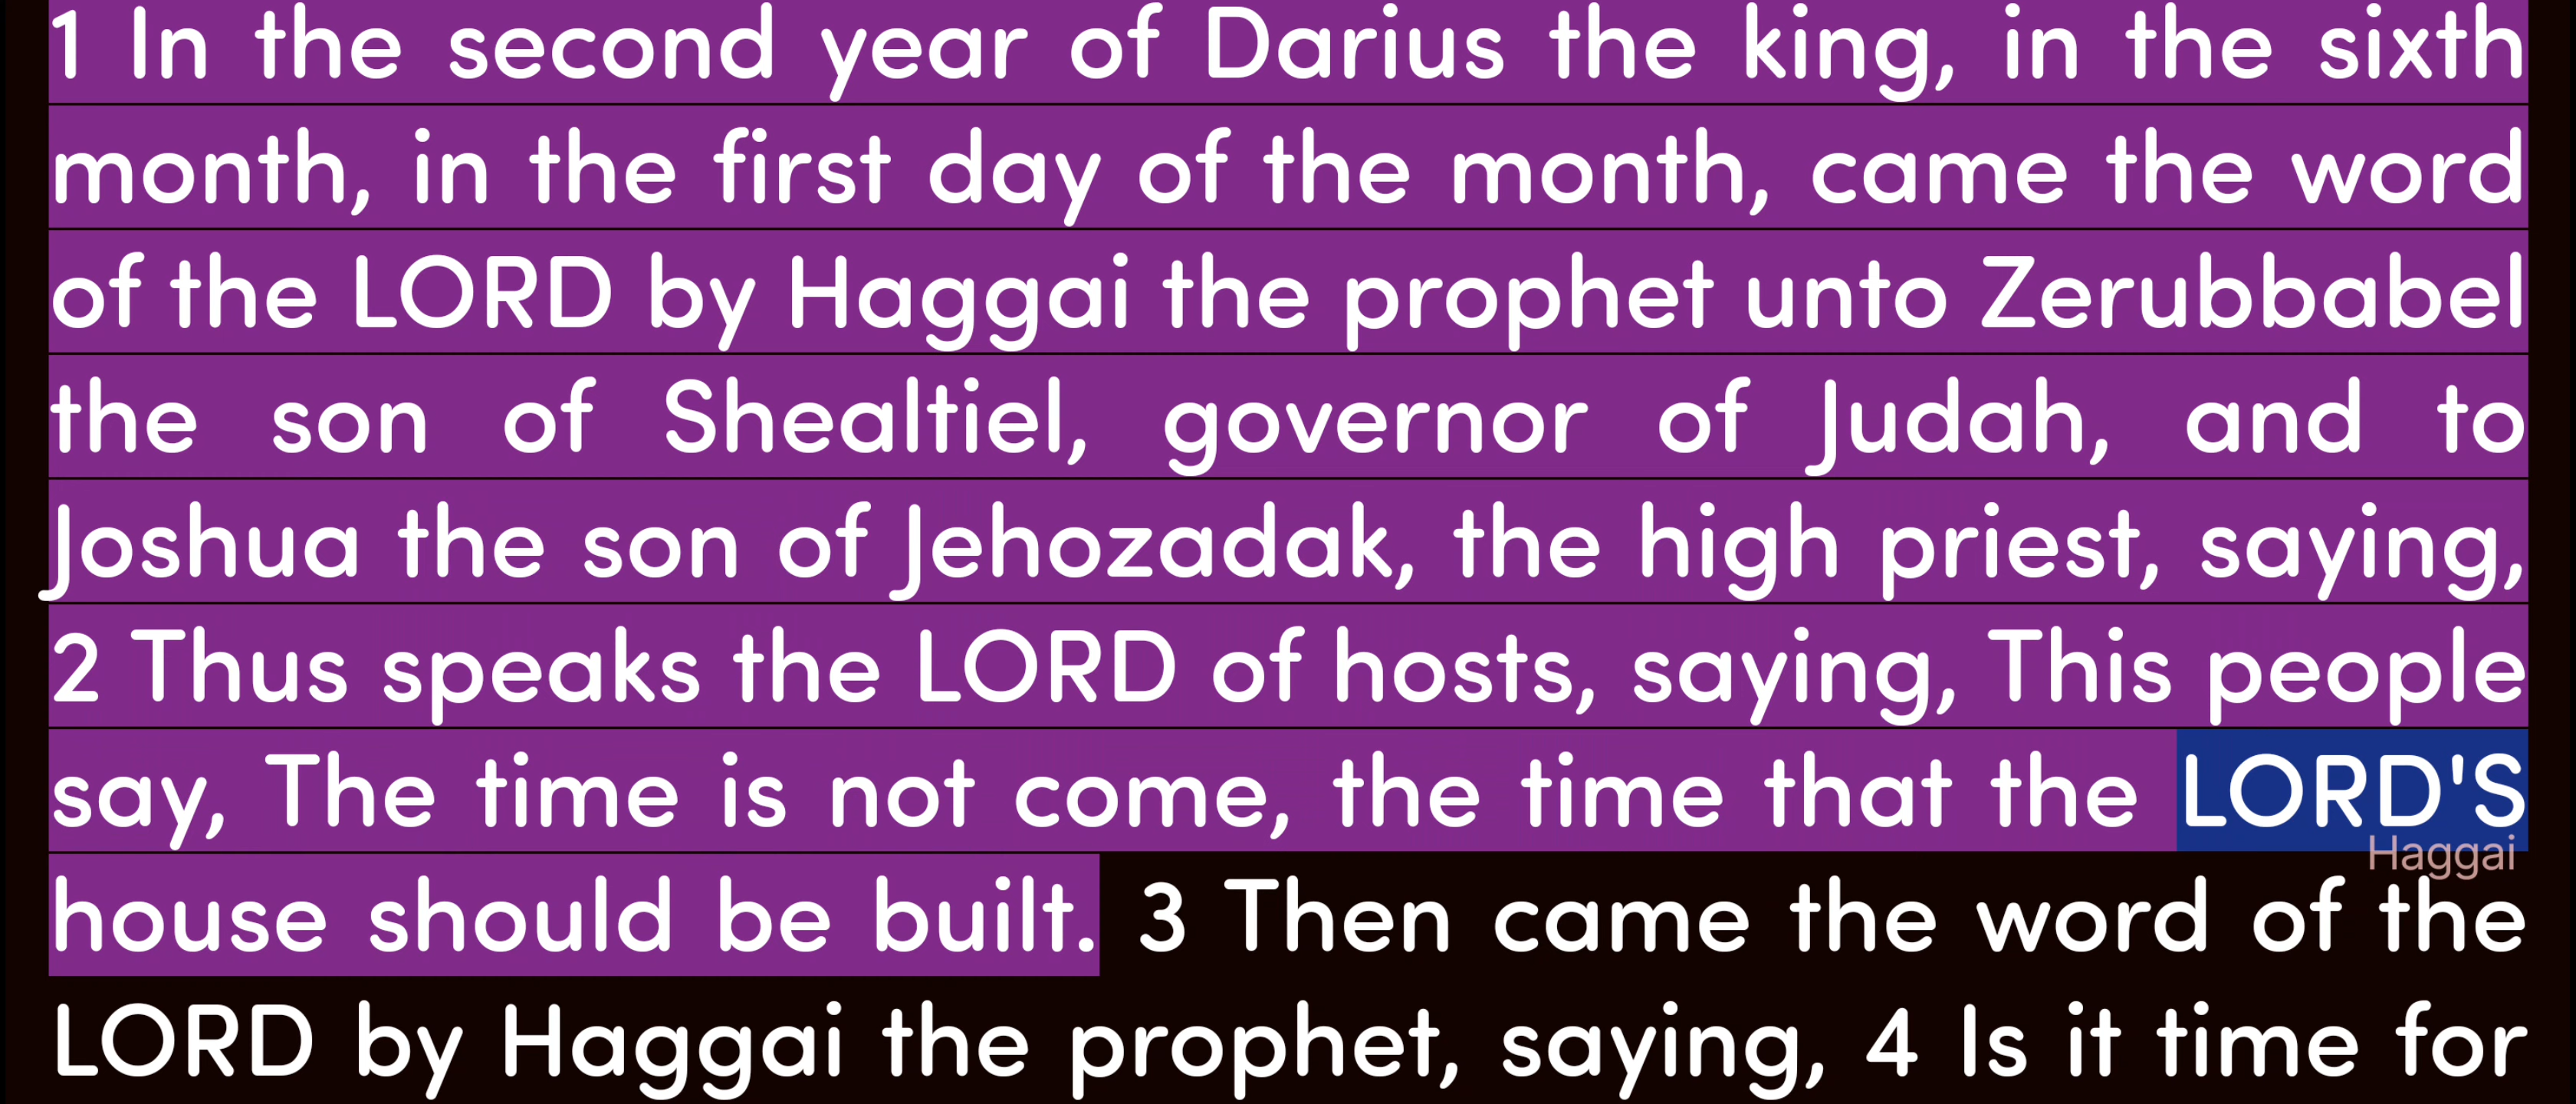 1 In the second year of Darius the king, in the sixth
month, in the first day of the month, came the word
of the LORD by Haggai the prophet unto Zerubbabel
the son of Shealtiel, governor of Judah, and to
Joshua the son of Jehozadak, the high priest, saying,
2 Thus speaks the LORD of hosts, saying, This people
say, The time is not come, the time that the LORD'S
Haggai
house should be built. 3 Then came the word of the
LORD by Haggai the prophet, saying, 4 Is it time for